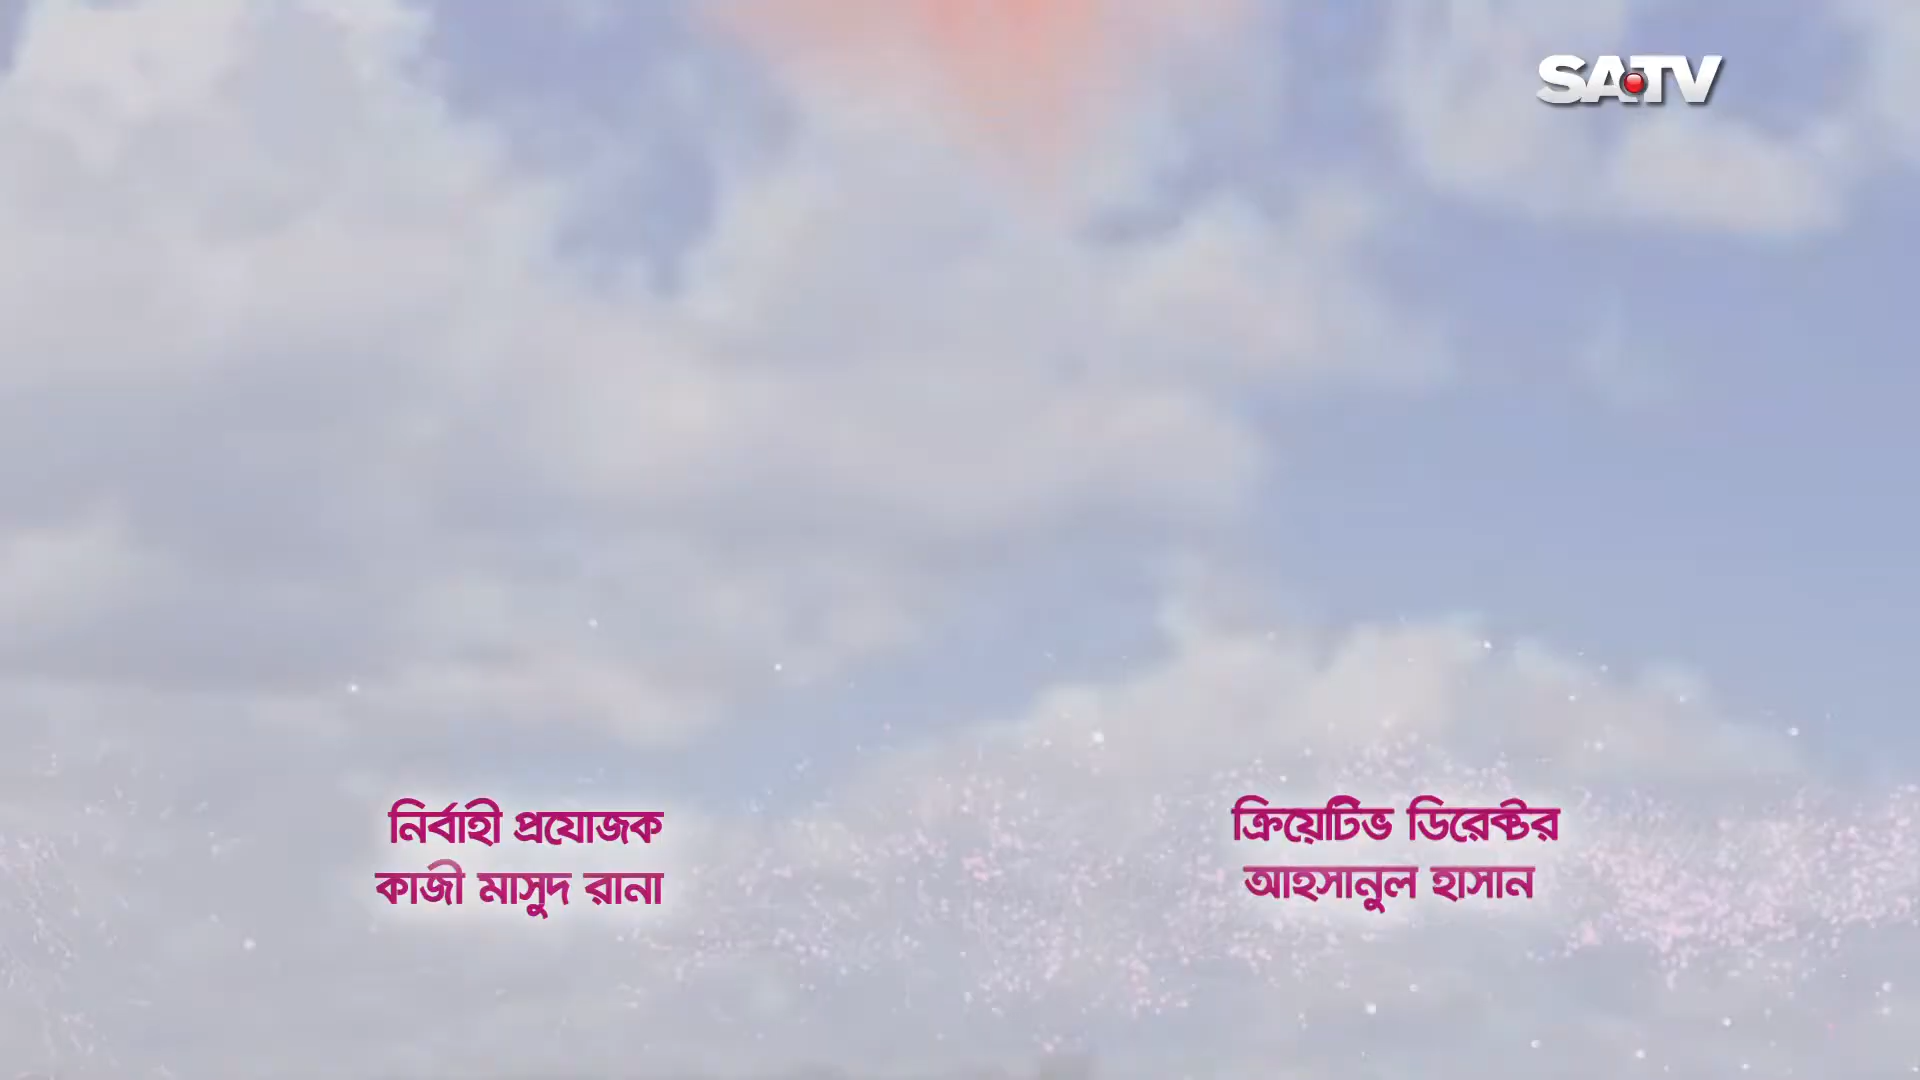 SATV
নির্বাহী প্রযোজক
কাজী মাসুদ রানা
ক্রিয়েটিভ ডিরেক্টর
আহসানুল হাসান